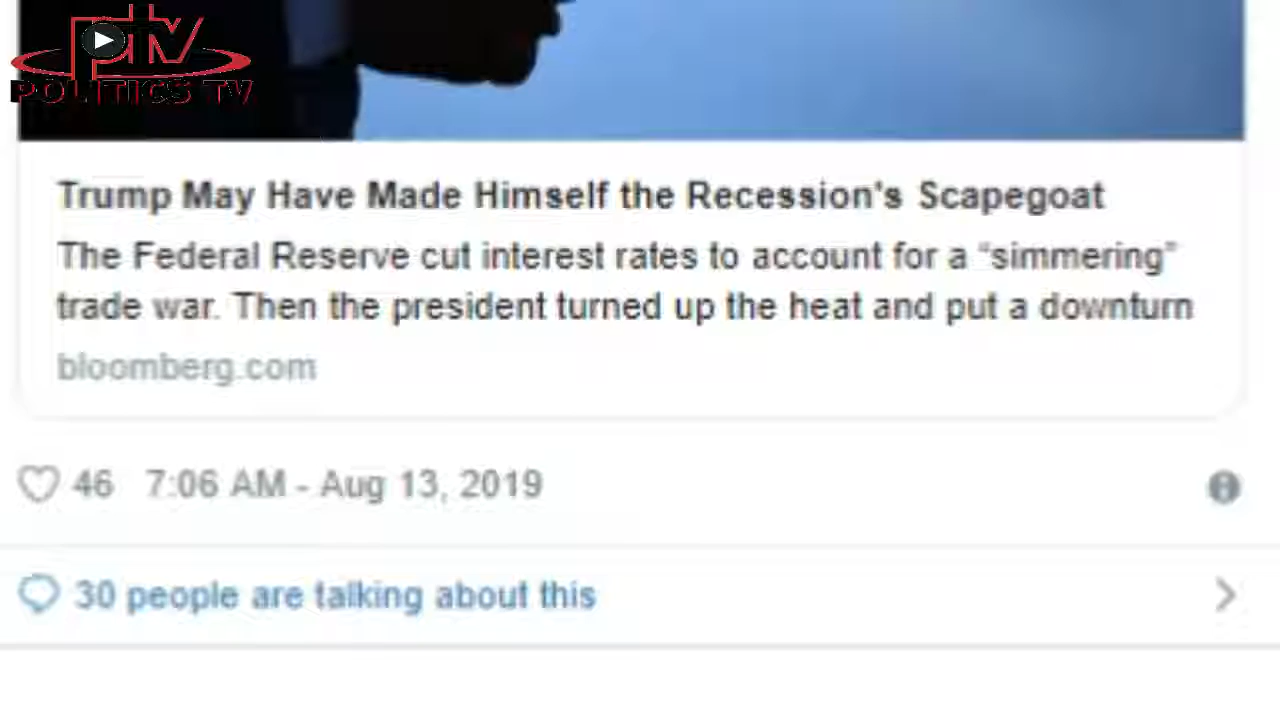 ptv
POLITICS TV
Trump May Have Made Himself the Recession's Scapegoat
The Federal Reserve cut interest rates to account for a “simmering”
trade war. Then the president turned up the heat and put a downturn
bloomberg.com
46 7:06 AM - Aug 13, 2019
30 people are talking about this